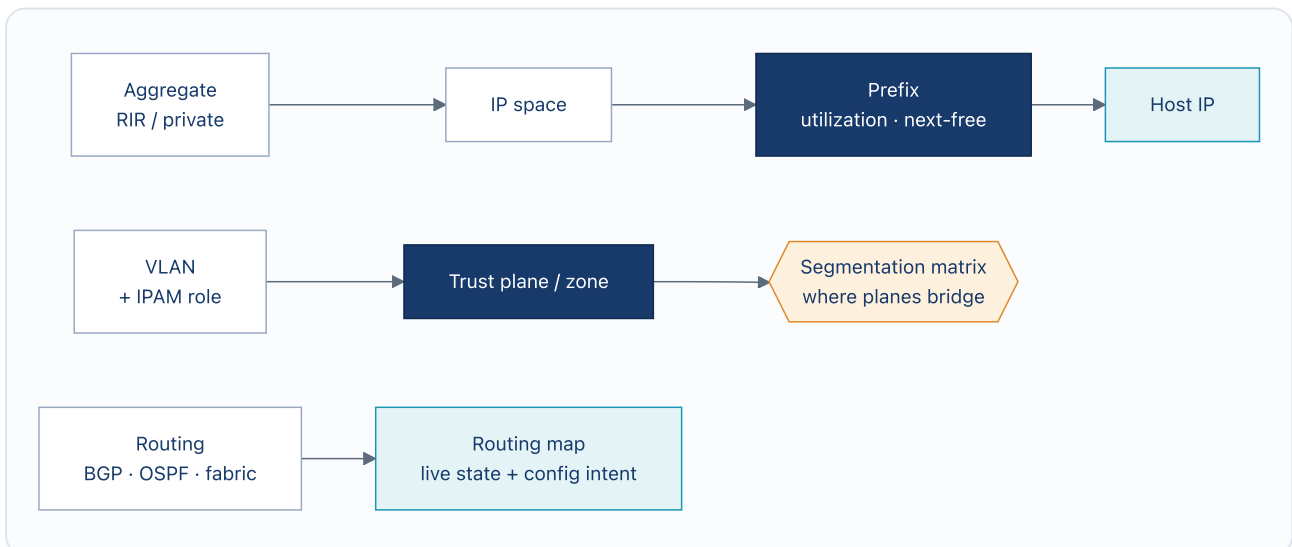 Aggregate
RIR / private
IP space
Prefix
utilization · next-free
Host IP
VLAN
+ IPAM role
Trust plane / zone
Segmentation matrix
where planes bridge
Routing
BGP · OSPF · fabric
Routing map
live state + config intent